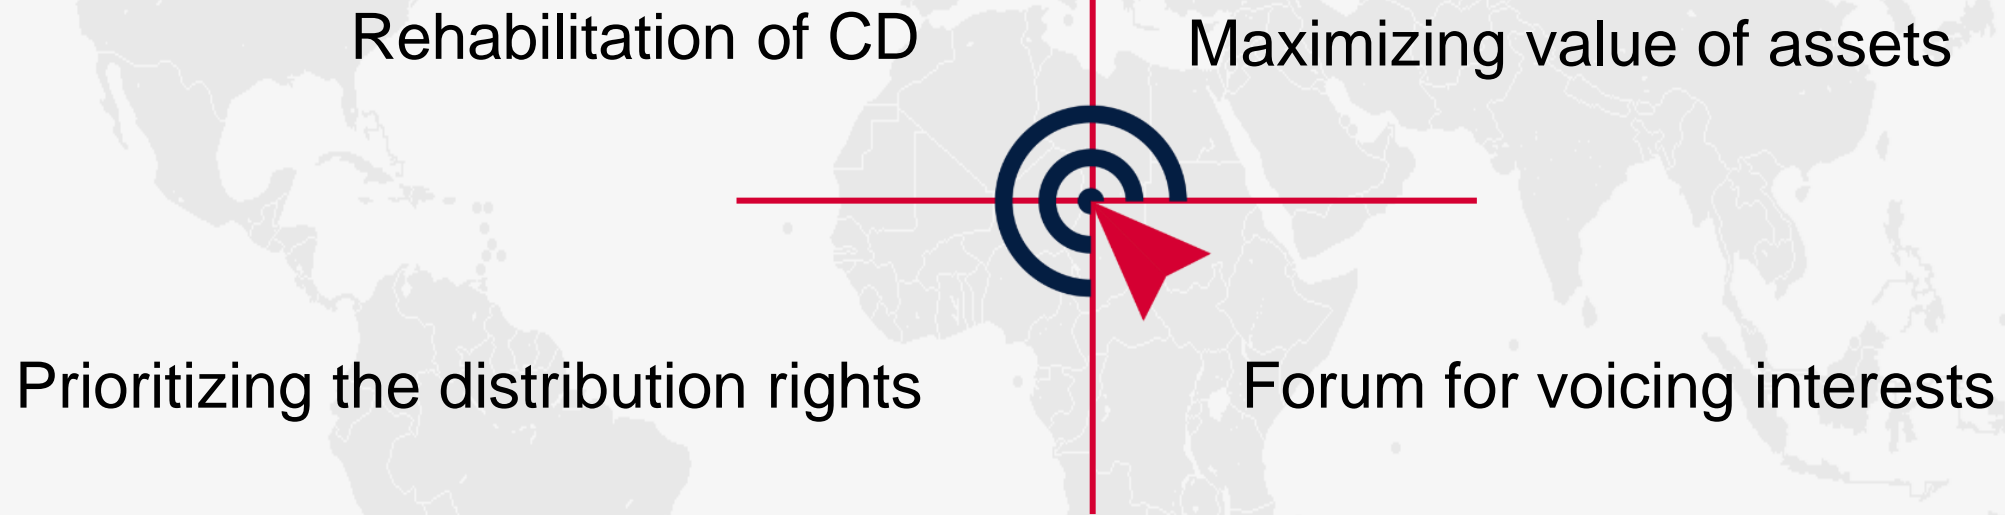 Rehabilitation of CD
Maximizing value of assets
Prioritizing the distribution rights
Forum for voicing interests